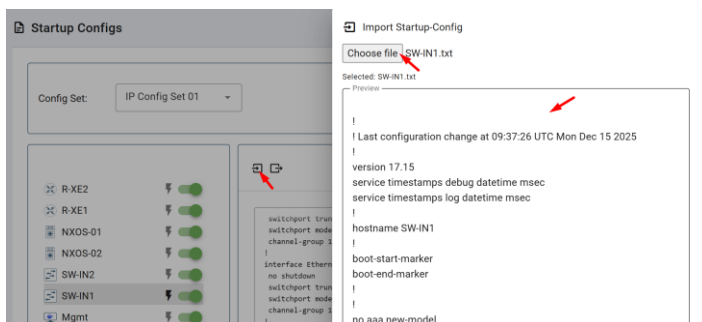 Startup Configs
Config Set:
IP Config Set 01
R-XE2
R-XE1
NXOS-01
NXOS-02
SW-IN2
SW-IN1
Mgmt
switchport trun
switchport mode
channel-group 1
!
interface Ethern
no shutdown
switchport trun
switchport mode
channel-group 1
!
Import Startup-Config
Choose file SW-IN1.txt
Selected: SW-IN1.txt
Preview
!
! Last configuration change at 09:37:26 UTC Mon Dec 15 2025
!
version 17.15
service timestamps debug datetime msec
service timestamps log datetime msec
!
hostname SW-IN1
!
boot-start-marker
boot-end-marker
!
!
no aaa new-model